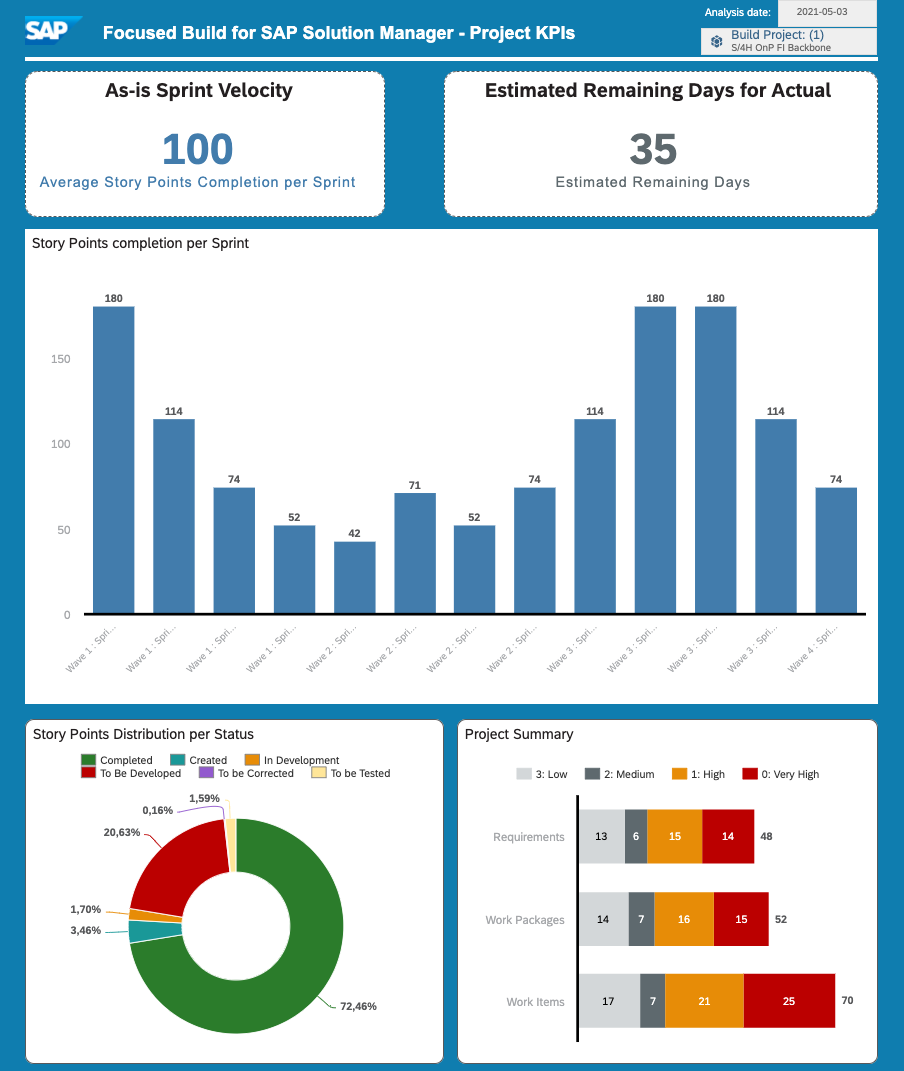 SAP
Focused Build for SAP Solution Manager - Project KPIs
Analysis date:
2021-05-03
Build Project: (1)
S/4H OnP FI Backbone
As-is Sprint Velocity
100
Average Story Points Completion per Sprint
Estimated Remaining Days for Actual
35
Estimated Remaining Days
Story Points completion per Sprint
180 114 74 52 42 71 52 74 114 180 180 114 74
150
100
50
0
Wave 1 : Spri... Wave 1 : Spri... Wave 1 : Spri... Wave 1 : Spri... Wave 2 : Spri... Wave 2 : Spri... Wave 2 : Spri... Wave 2 : Spri... Wave 3 : Spri... Wave 3 : Spri... Wave 3 : Spri... Wave 3 : Spri... Wave 4 : Spri...
Story Points Distribution per Status
Completed Created In Development
To Be Developed To be Corrected To be Tested
1,59%
0,16%
20,63%
1,70%
3,46%
72,46%
Project Summary
3: Low 2: Medium 1: High 0: Very High
Requirements 13 6 15 14 48
Work Packages 14 7 16 15 52
Work Items 17 7 21 25 70